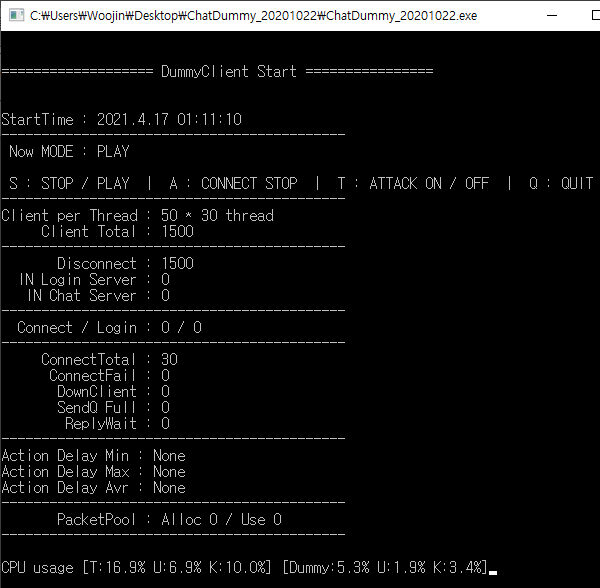 C:₩Users₩Woojin₩Desktop₩ChatDummy_20201022₩ChatDummy_20201022.exe
=================== DummyClient Start ================
StartTime : 2021.4.17 01:11:10
-------------------------------------------
Now MODE : PLAY
S : STOP / PLAY | A : CONNECT STOP | T : ATTACK ON / OFF | Q : QUIT
-------------------------------------------
Client per Thread : 50 * 30 thread
Client Total : 1500
-------------------------------------------
Disconnect : 1500
IN Login Server : 0
IN Chat Server : 0
-------------------------------------------
Connect / Login : 0 / 0
-------------------------------------------
ConnectTotal : 30
ConnectFail : 0
DownClient : 0
SendQ Full : 0
ReplyWait : 0
-------------------------------------------
Action Delay Min : None
Action Delay Max : None
Action Delay Avr : None
-------------------------------------------
PacketPool : Alloc 0 / Use 0
-------------------------------------------
CPU usage [T:16.9% U:6.9% K:10.0%] [Dummy:5.3% U:1.9% K:3.4%]